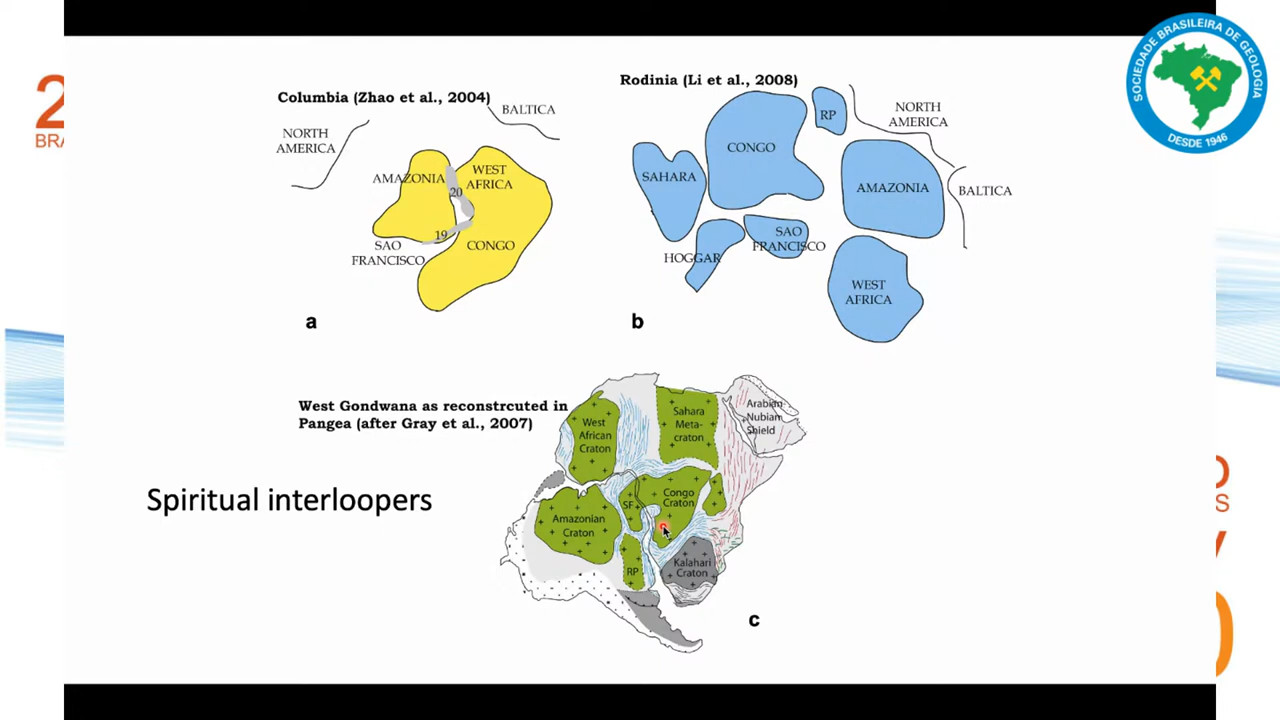 2
BRA
SOCIEDADE BRASILEIRA DE GEOLOGIA
DESDE 1946
Columbia (Zhao et al., 2004)
BALTICA
NORTH
AMERICA
AMAZONIA
WEST
AFRICA
20
19
SAO
FRANCISCO
CONGO
a
Rodinia (Li et al., 2008)
RP
NORTH
AMERICA
CONGO
SAHARA
AMAZONIA
BALTICA
SAO
FRANCISCO
HOGGAR
WEST
AFRICA
b
West Gondwana as reconstrcuted in
Pangea (after Gray et al., 2007)
West
African
Craton
Sahara
Meta-
craton
Arabian
Nubian
Shield
SF
Congo
Craton
Amazonian
Craton
RP
Kalahari
Craton
c
Spiritual interloopers